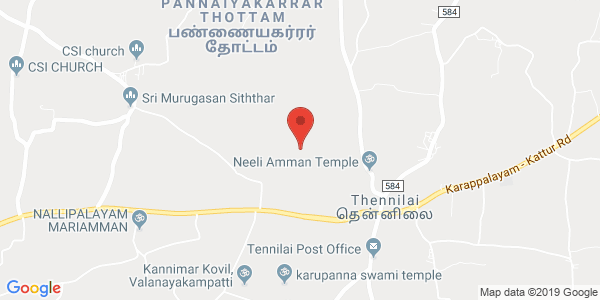 PANNAIYAKARRAR
THOTTAM
பண்ணையகர்ரர்
தோட்டம்
584
CSI church
CSI CHURCH
Sri Murugasan Siththar
Neeli Amman Temple
Karappalayam - Kattur Rd
584
Thennilai
தென்னிலை
NALLIPALAYAM
MARIAMMAN
Tennilai Post Office
Kannimar Kovil,
Valanayakampatti
karupanna swami temple
Google
Map data ©2019 Google